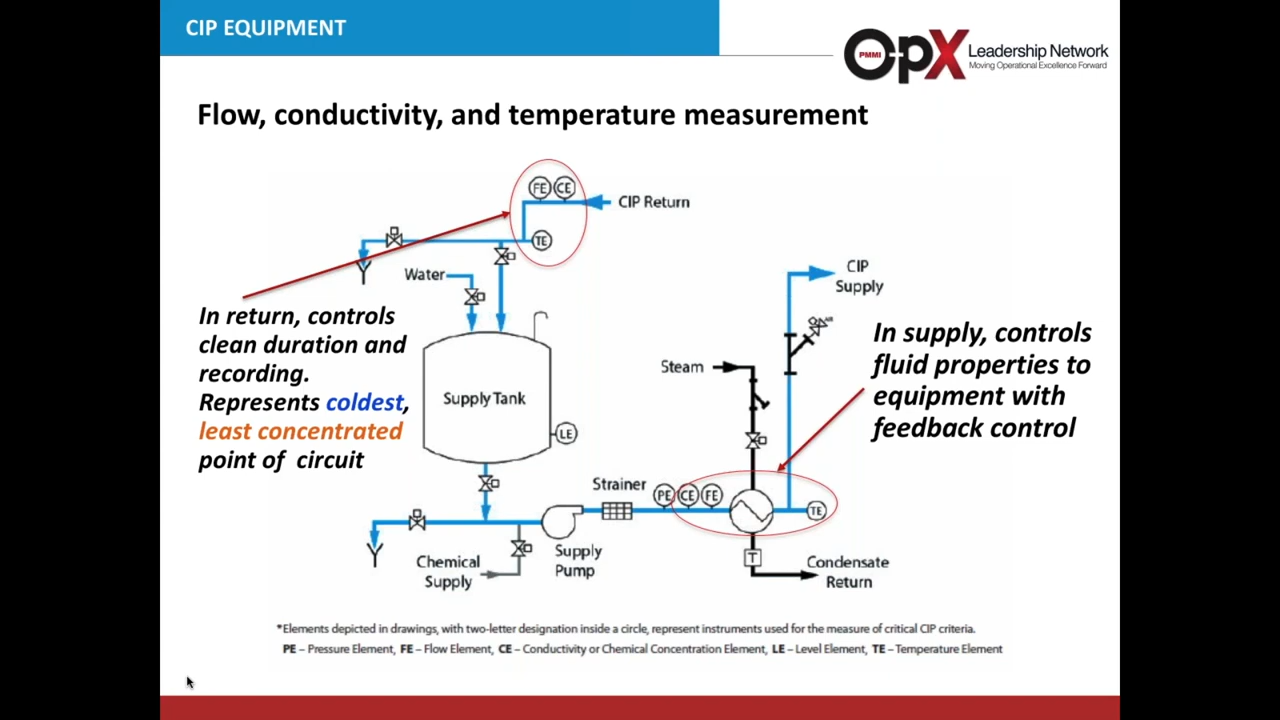 CIP EQUIPMENT
PMMI
OpX
Leadership Network
Moving Operational Excellence Forward
Flow, conductivity, and temperature measurement
FE CE
CIP Return
TE
Water
CIP
Supply
In return, controls
clean duration and
recording.
Represents coldest,
least concentrated
point of circuit
In supply, controls
fluid properties to
equipment with
feedback control
Steam
Supply Tank
LE
Strainer
PE CE FE
TE
Supply
Pump
Chemical
Supply
T
Condensate
Return
*Elements depicted in drawings, with two-letter designation inside a circle, represent instruments used for the measure of critical CIP criteria.
PE – Pressure Element, FE – Flow Element, CE – Conductivity or Chemical Concentration Element, LE – Level Element, TE – Temperature Element